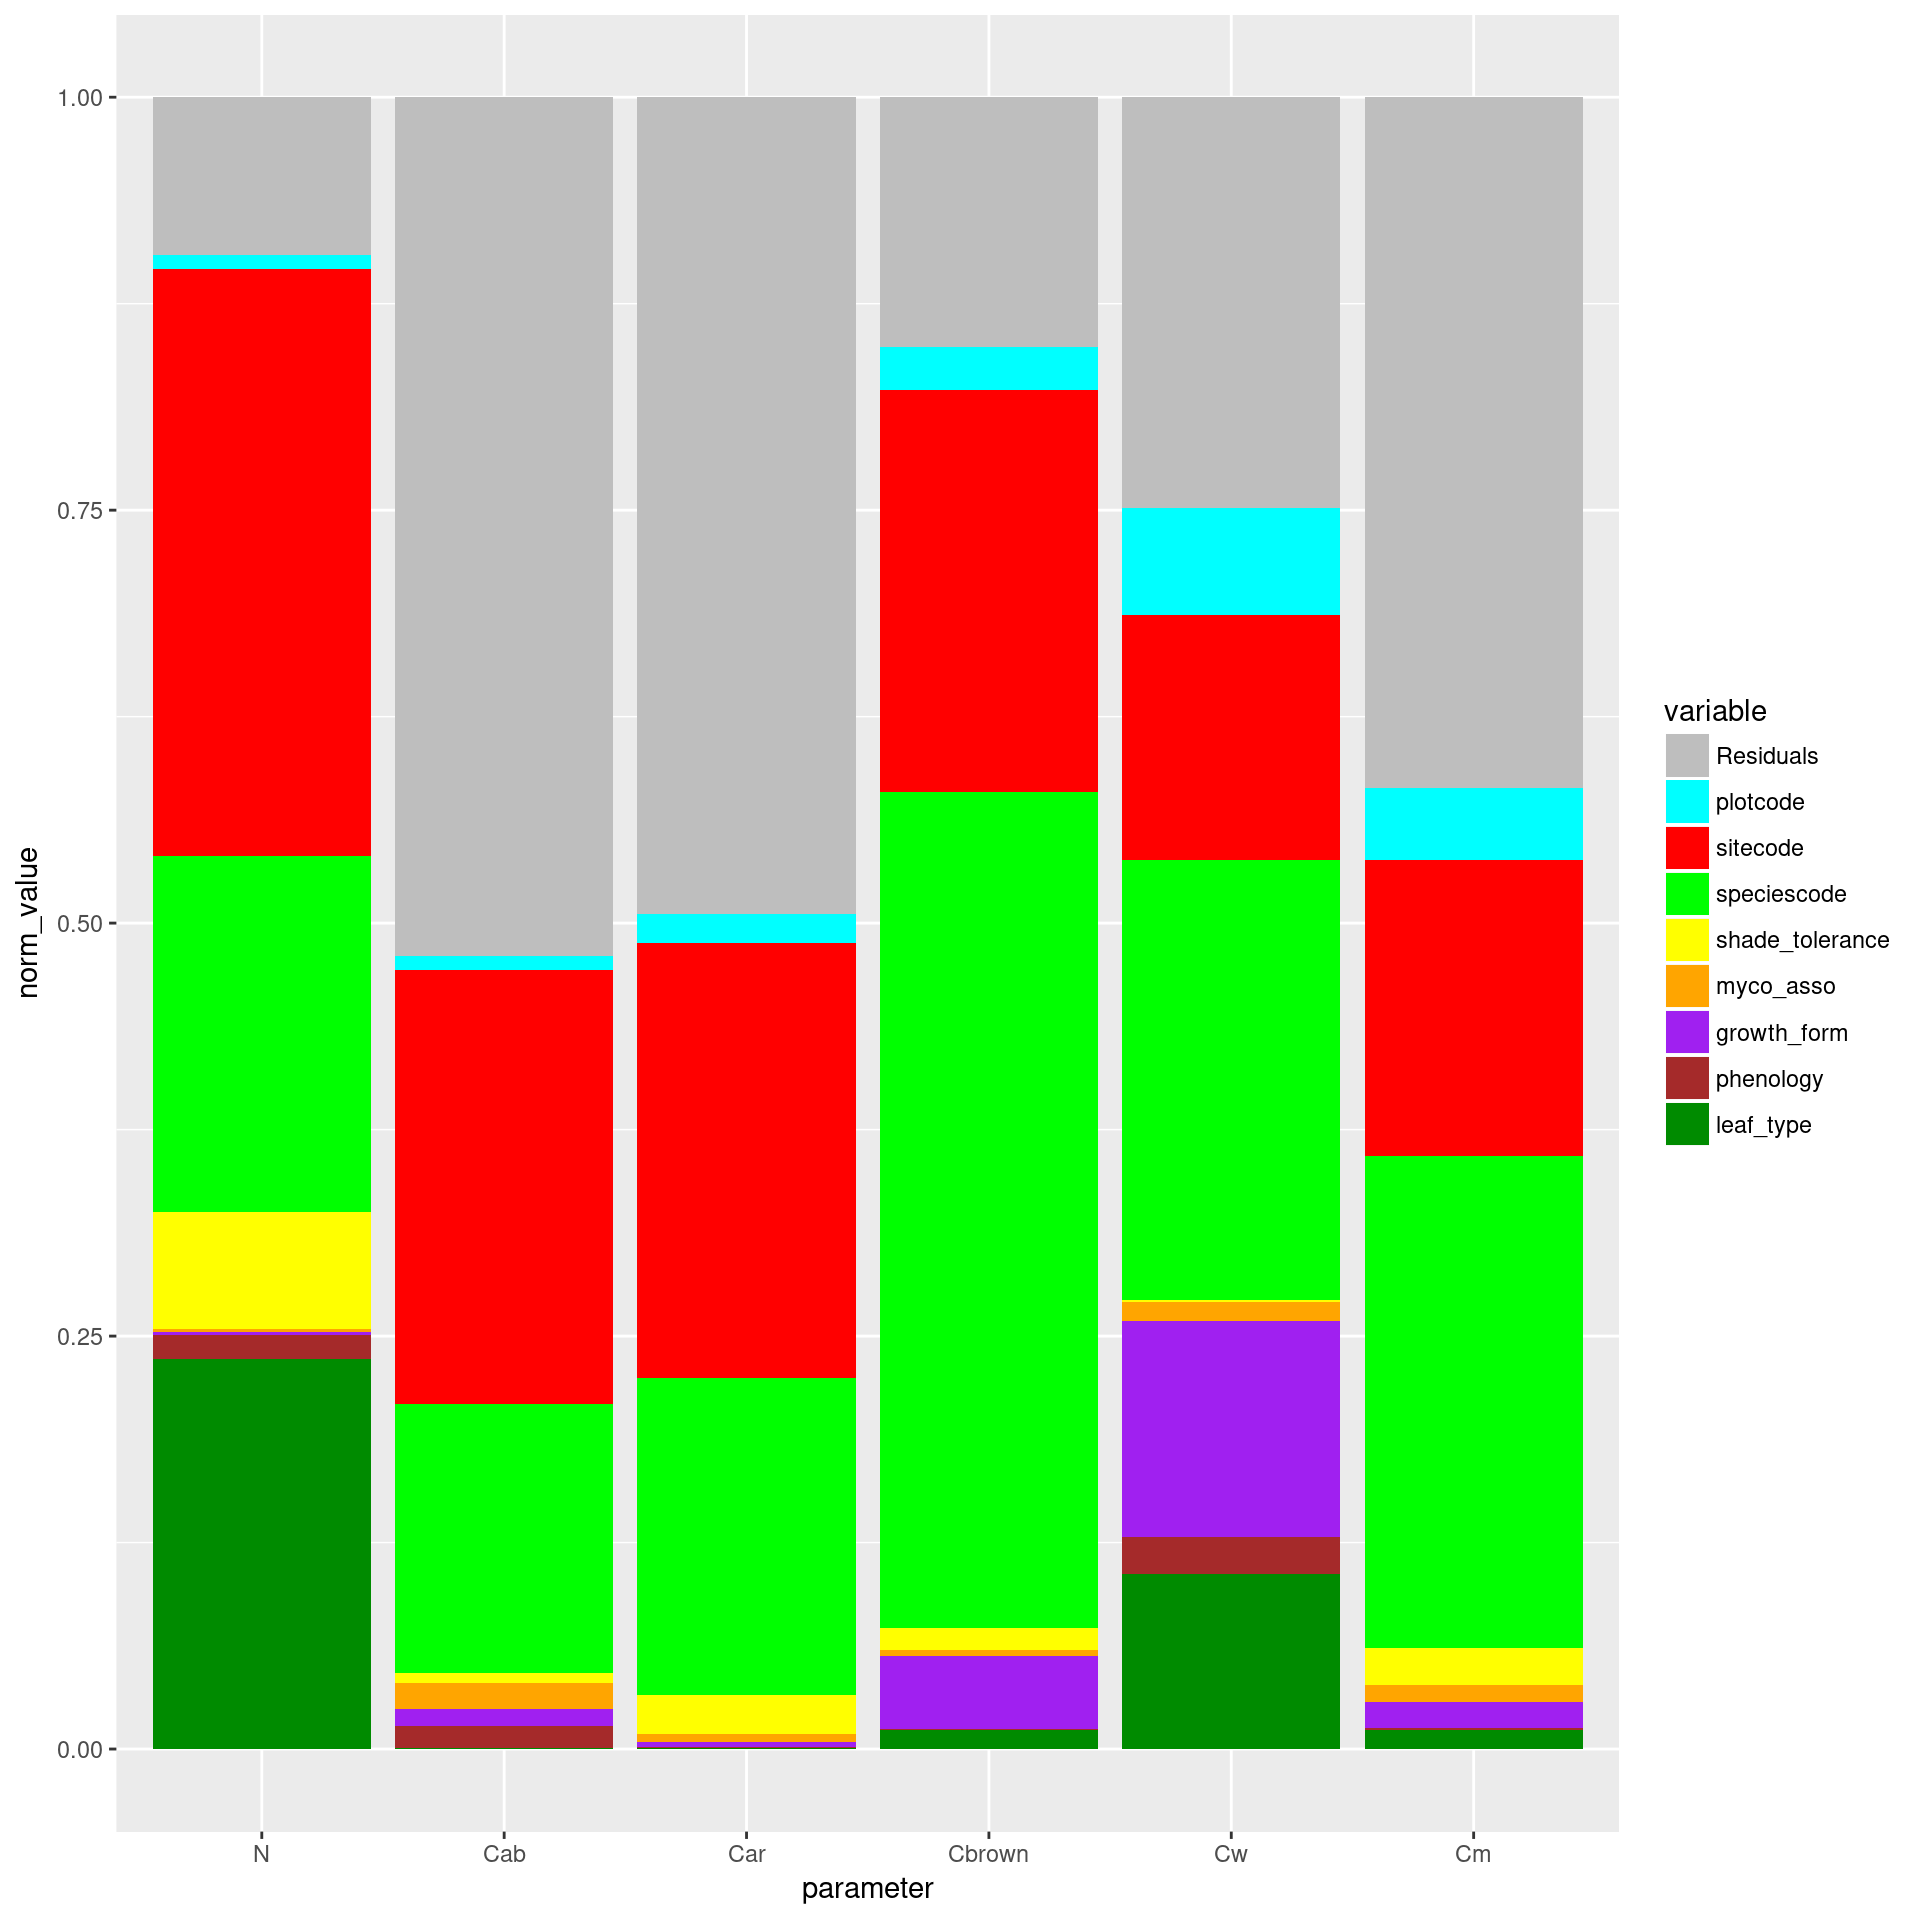 norm_value
1.00
0.75
0.50
0.25
0.00
N
Cab
Car
Cbrown
Cw
Cm
parameter
variable
Residuals
plotcode
sitecode
speciescode
shade_tolerance
myco_asso
growth_form
phenology
leaf_type